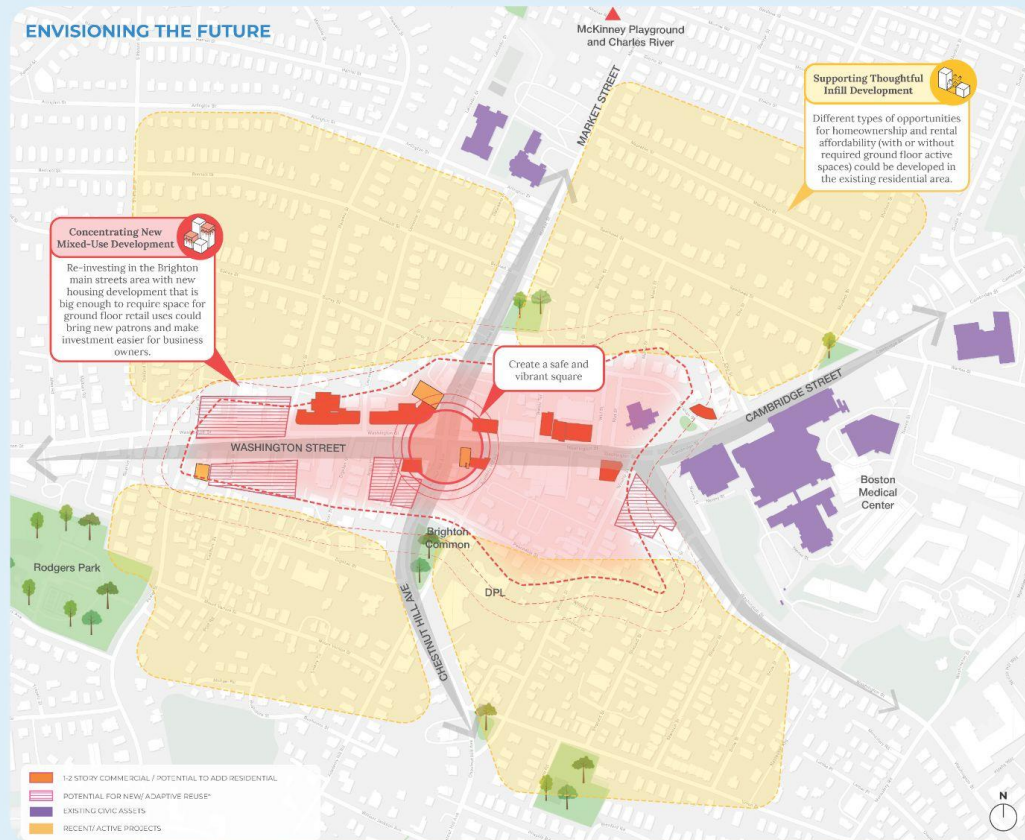 ENVISIONING THE FUTURE
McKinney Playground
and Charles River
MARKET STREET
Supporting Thoughtful
Infill Development
Different types of opportunities
for homeownership and rental
affordability (with or without
required ground floor active
spaces) could be developed in
the existing residential area.
Concentrating New
Mixed-Use Development
Re-investing in the Brighton
main streets area with new
housing development that is
big enough to require space for
ground floor retail uses could
bring new patrons and make
investment easier for business
owners.
Create a safe and
vibrant square
CAMBRIDGE STREET
WASHINGTON STREET
Boston
Medical
Center
Brighton
Common
Rodgers Park
DPL
CHESTNUT HILL AVE
1-2 STORY COMMERCIAL / POTENTIAL TO ADD RESIDENTIAL
POTENTIAL FOR NEW/ ADAPTIVE REUSE*
EXISTING CIVIC ASSETS
RECENT/ ACTIVE PROJECTS
N